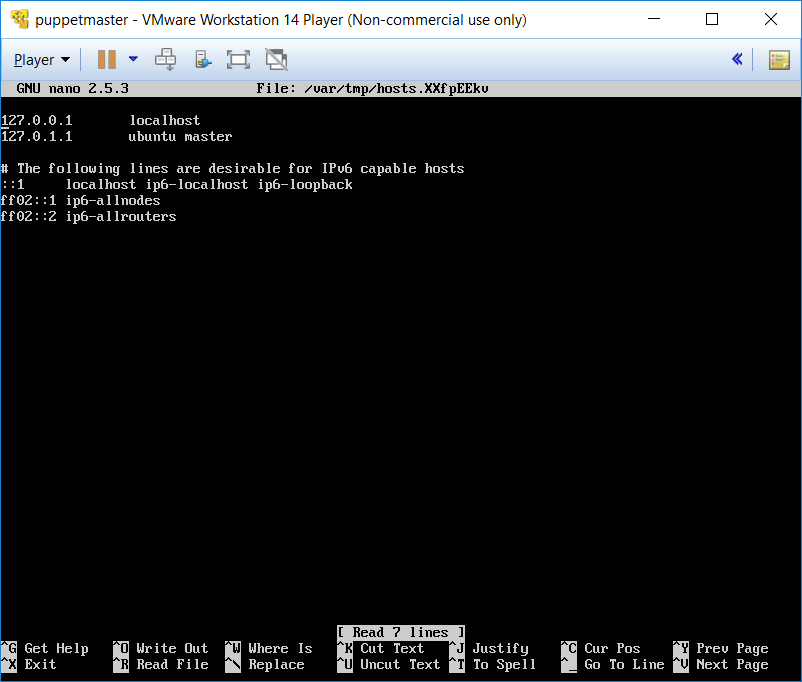 puppetmaster - VMware Workstation 14 Player (Non-commercial use only)
Player
GNU nano 2.5.3 File: /var/tmp/hosts.XXfpEEkv
127.0.0.1 localhost
127.0.1.1 ubuntu master
# The following lines are desirable for IPv6 capable hosts
::1 localhost ip6-localhost ip6-loopback
ff02::1 ip6-allnodes
ff02::2 ip6-allrouters
[ Read 7 lines ]
^G Get Help ^O Write Out ^W Where Is ^K Cut Text ^J Justify ^C Cur Pos ^Y Prev Page
^X Exit ^R Read File ^\ Replace ^U Uncut Text ^T To Spell ^_ Go To Line ^V Next Page